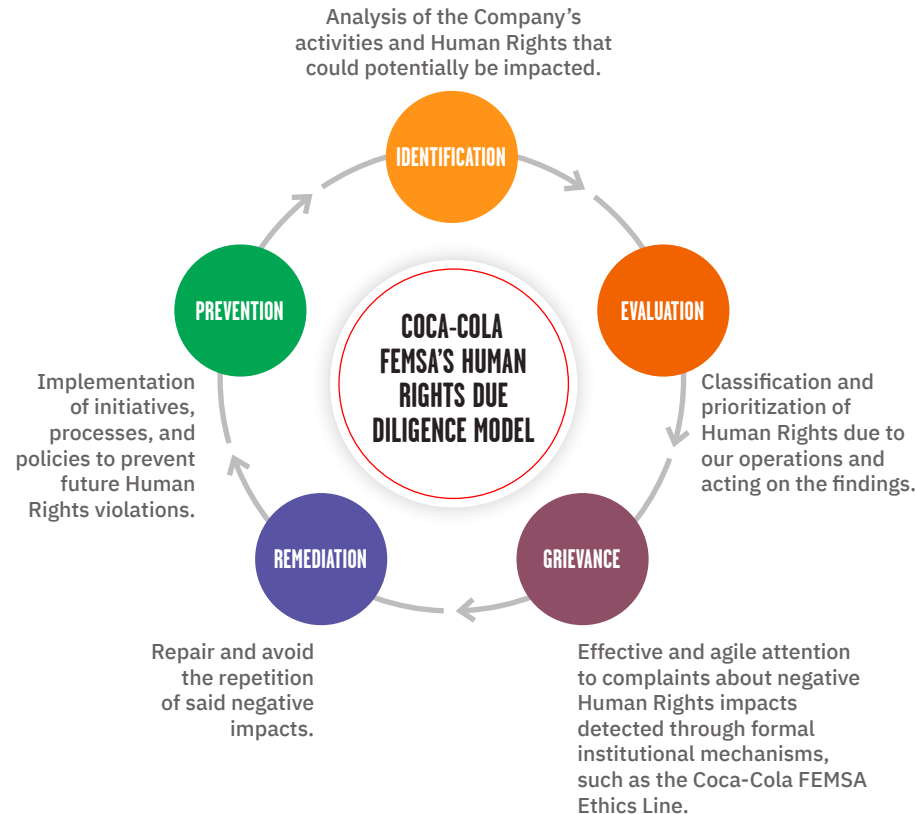 Analysis of the Company’s
activities and Human Rights that
could potentially be impacted.
IDENTIFICATION
EVALUATION
Classification and
prioritization of
Human Rights due to
our operations and
acting on the findings.
GRIEVANCE
Effective and agile attention
to complaints about negative
Human Rights impacts
detected through formal
institutional mechanisms,
such as the Coca-Cola FEMSA
Ethics Line.
REMEDIATION
Repair and avoid
the repetition
of said negative
impacts.
PREVENTION
Implementation
of initiatives,
processes, and
policies to prevent
future Human
Rights violations.
COCA-COLA
FEMSA’S HUMAN
RIGHTS DUE
DILIGENCE MODEL